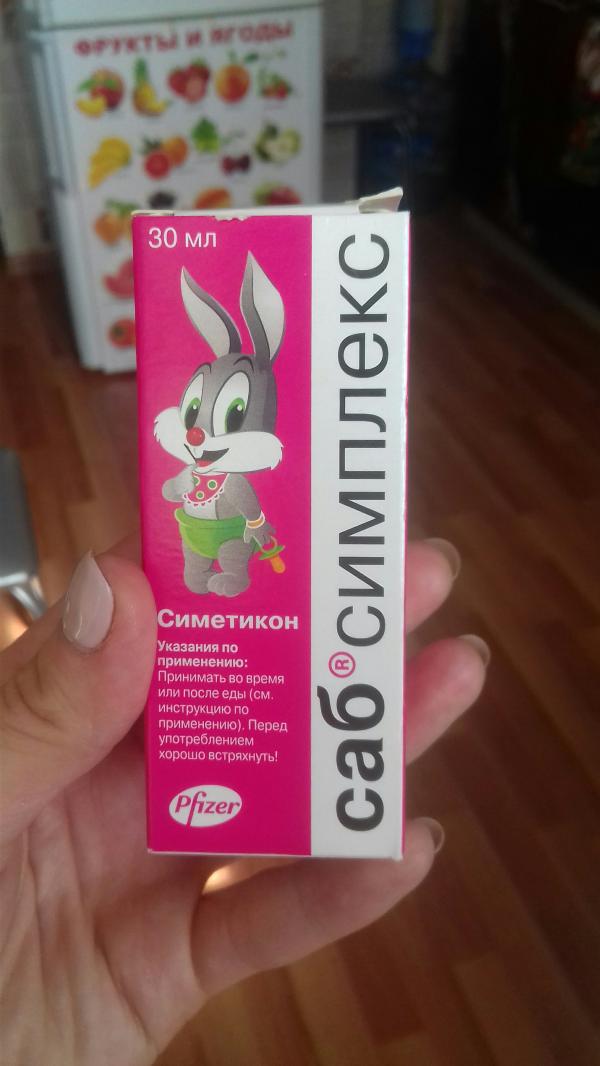 ФРУКТЫ И ЯГОДЫ
30 мл
саб® симплекс
Симетикон
Указания по
применению:
Принимать во время
или после еды (см.
инструкцию по
применению). Перед
употреблением
хорошо встряхнуть!
Pfizer